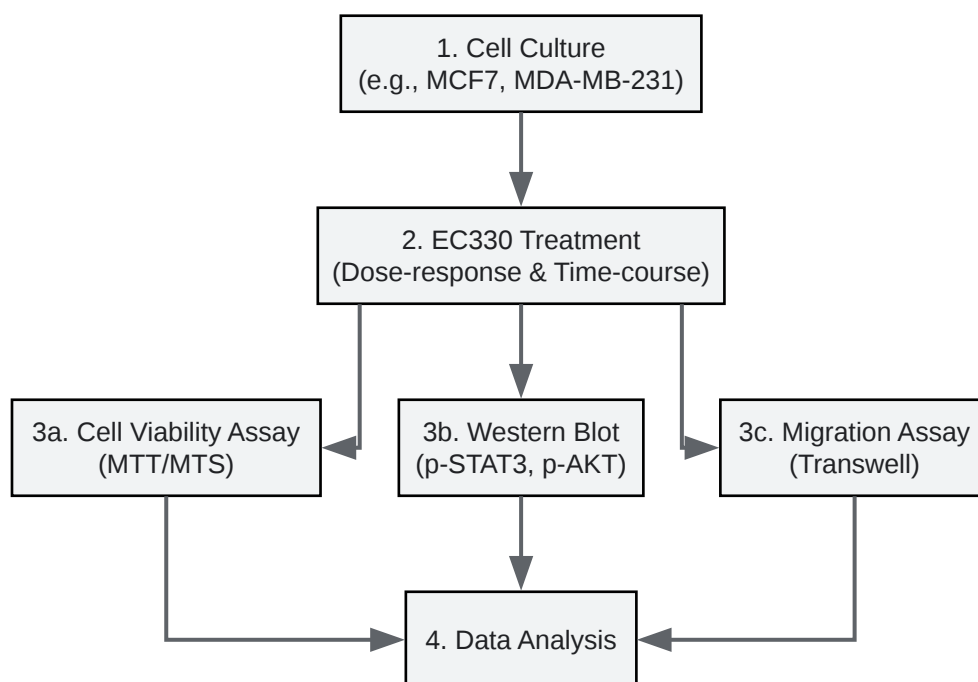 1. Cell Culture
(e.g., MCF7, MDA-MB-231)
2. EC330 Treatment
(Dose-response & Time-course)
3a. Cell Viability Assay
(MTT/MTS)
3b. Western Blot
(p-STAT3, p-AKT)
3c. Migration Assay
(Transwell)
4. Data Analysis